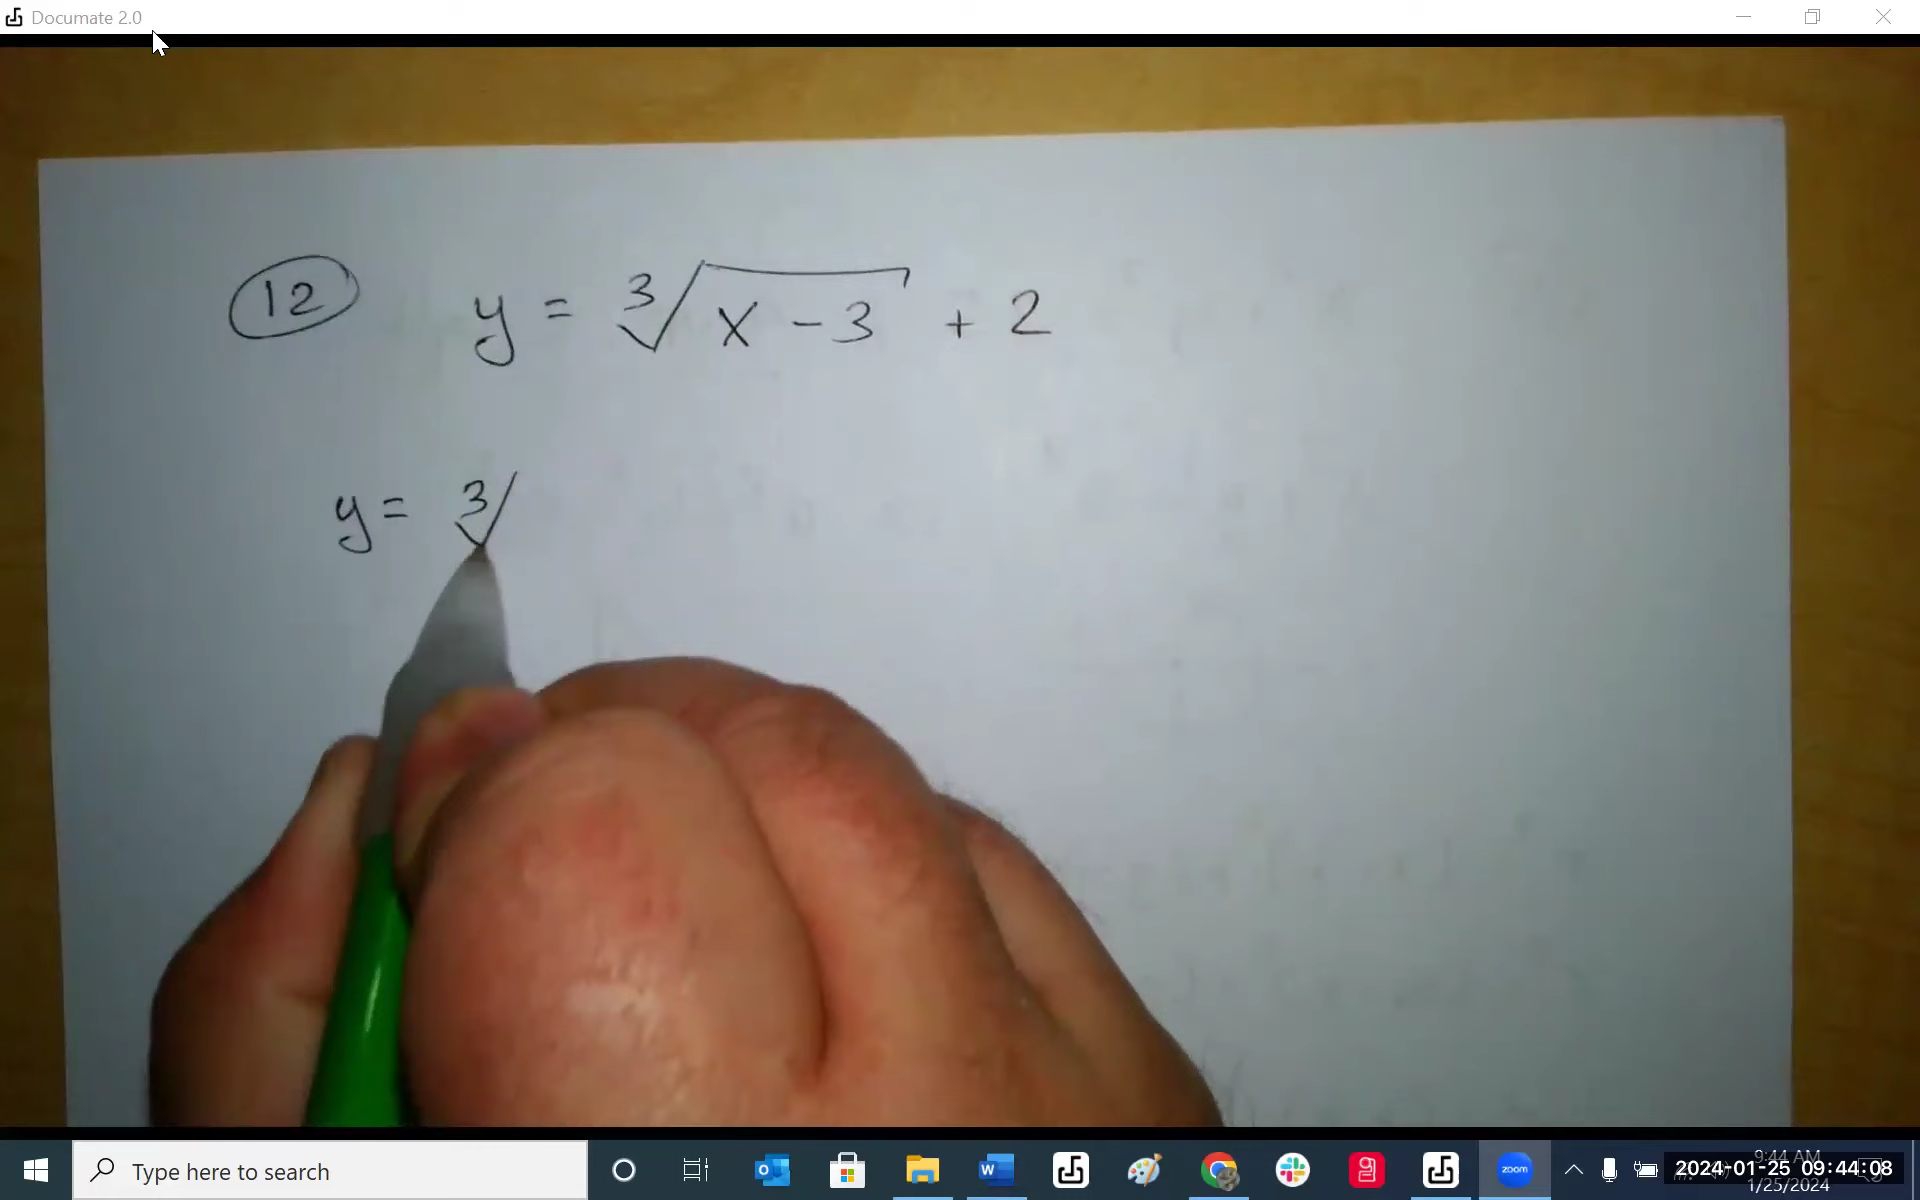 Documate 2.0
12 y = ∛(x - 3) + 2
y = ∛
Type here to search
9:44 AM
2024-01-25 09:44:08
1/25/2024